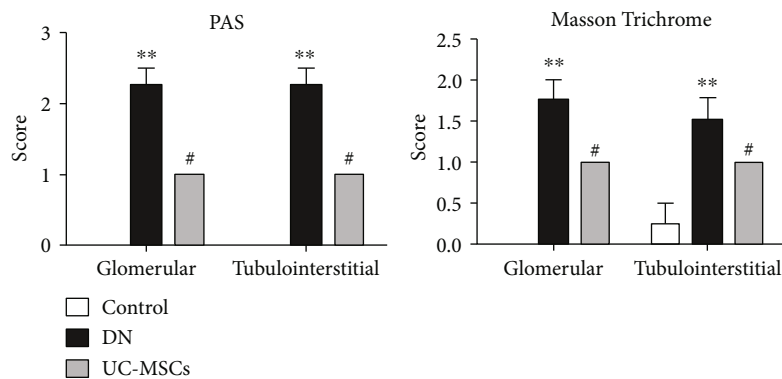 PAS
Score
3
2
1
0
** **
# #
Glomerular Tubulointerstitial
Masson Trichrome
Score
2.5
2.0
1.5
1.0
0.5
0.0
** **
# #
Glomerular Tubulointerstitial
Control
DN
UC-MSCs